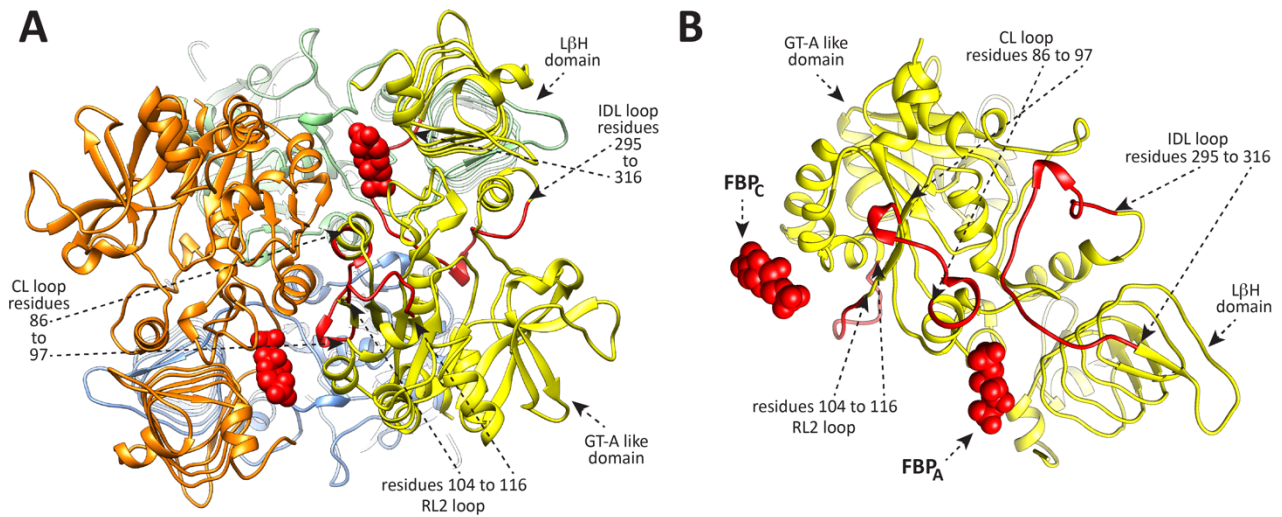 A
LβH
domain
IDL loop
residues
295
to
316
CL loop
residues
86
to
97
GT-A like
domain
residues 104 to 116
RL2 loop
B
GT-A like
domain
CL loop
residues 86 to 97
IDL loop
residues 295 to 316
FBPC
LβH
domain
residues 104 to 116
RL2 loop
FBPA